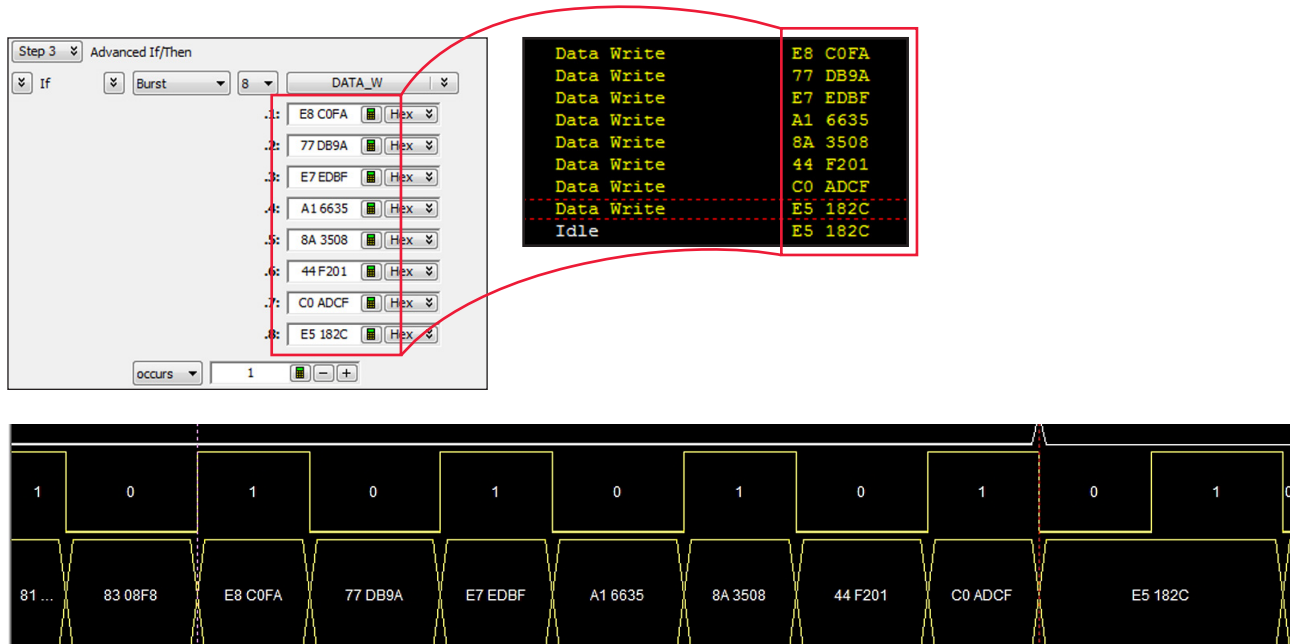 Step 3 Advanced If/Then
If Burst 8 DATA_W
.1: E8 C0FA Hex
.2: 77 DB9A Hex
.3: E7 EDBF Hex
.4: A1 6635 Hex
.5: 8A 3508 Hex
.6: 44 F201 Hex
.7: C0 ADCF Hex
.8: E5 182C Hex
occurs 1
Data Write E8 C0FA
Data Write 77 DB9A
Data Write E7 EDBF
Data Write A1 6635
Data Write 8A 3508
Data Write 44 F201
Data Write C0 ADCF
Data Write E5 182C
Idle E5 182C
1 0 1 0 1 0 1 0 1 0 1 0
81 ... 83 08F8 E8 C0FA 77 DB9A E7 EDBF A1 6635 8A 3508 44 F201 C0 ADCF E5 182C